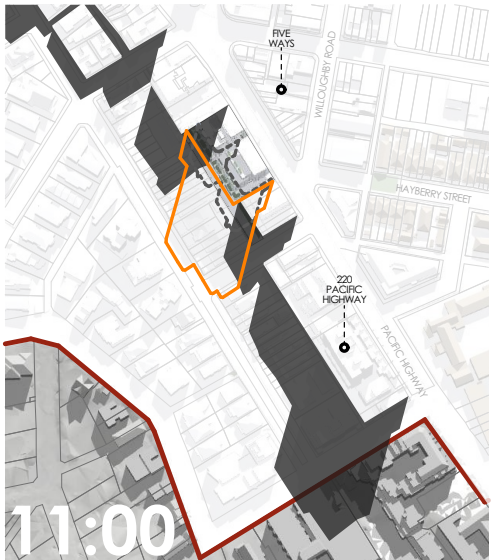 FIVE
WAYS
WILLOUGHBY ROAD
HAYBERRY STREET
220
PACIFIC
HIGHWAY
PACIFIC HIGHWAY
11:00